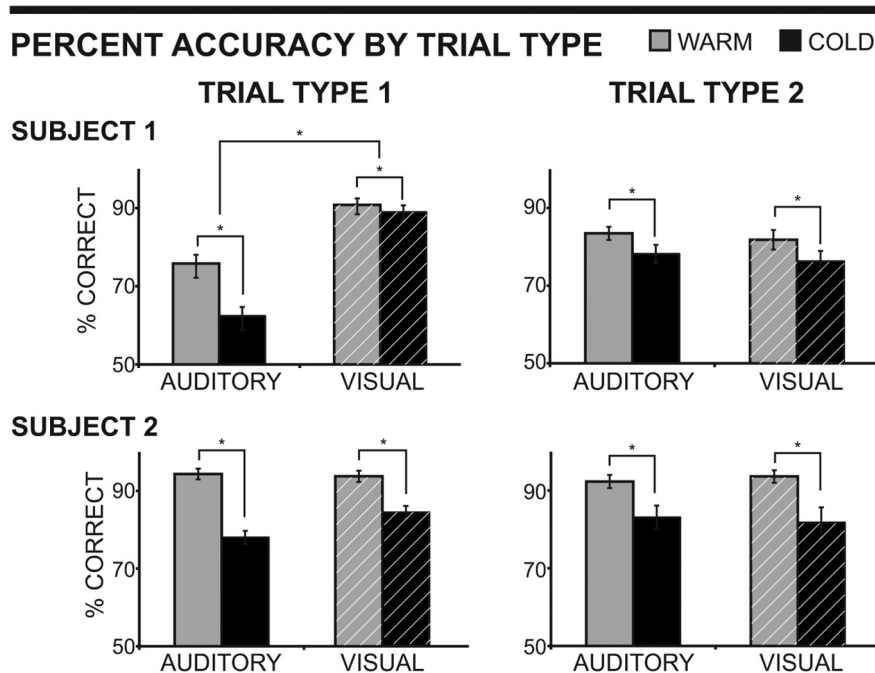 PERCENT ACCURACY BY TRIAL TYPE WARM COLD
TRIAL TYPE 1 TRIAL TYPE 2
SUBJECT 1
*
* * * *
% CORRECT
90 90
70 70
50 50
AUDITORY VISUAL AUDITORY VISUAL
SUBJECT 2
* * * *
% CORRECT
90 90
70 70
50 50
AUDITORY VISUAL AUDITORY VISUAL